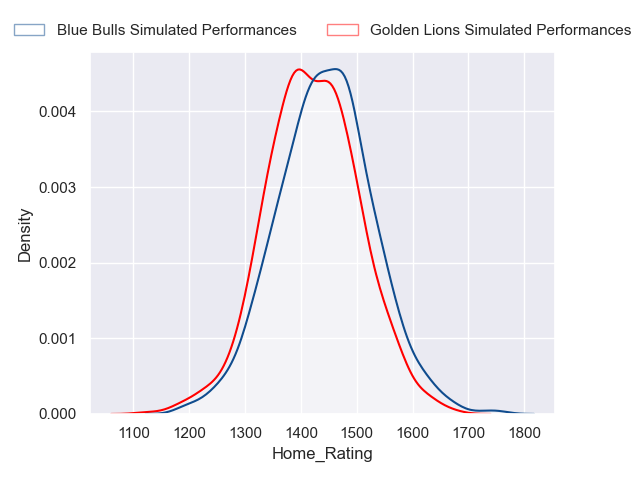 Blue Bulls Simulated Performances Golden Lions Simulated Performances
0.004
0.003
0.002
0.001
0.000
Density
1100 1200 1300 1400 1500 1600 1700 1800
Home_Rating